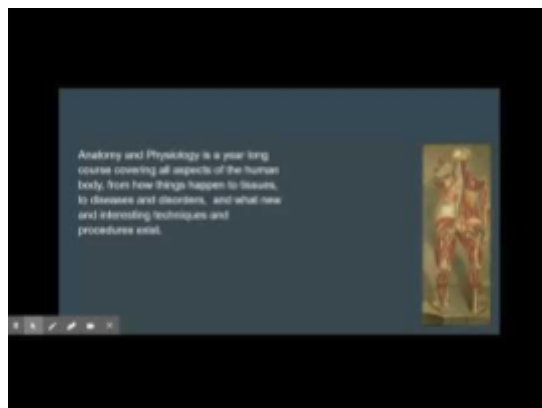 Anatomy and Physiology is a year long
course covering all aspects of the human
body, from how things happen to tissues,
to diseases and disorders, and what new
and interesting techniques and
procedures exist.